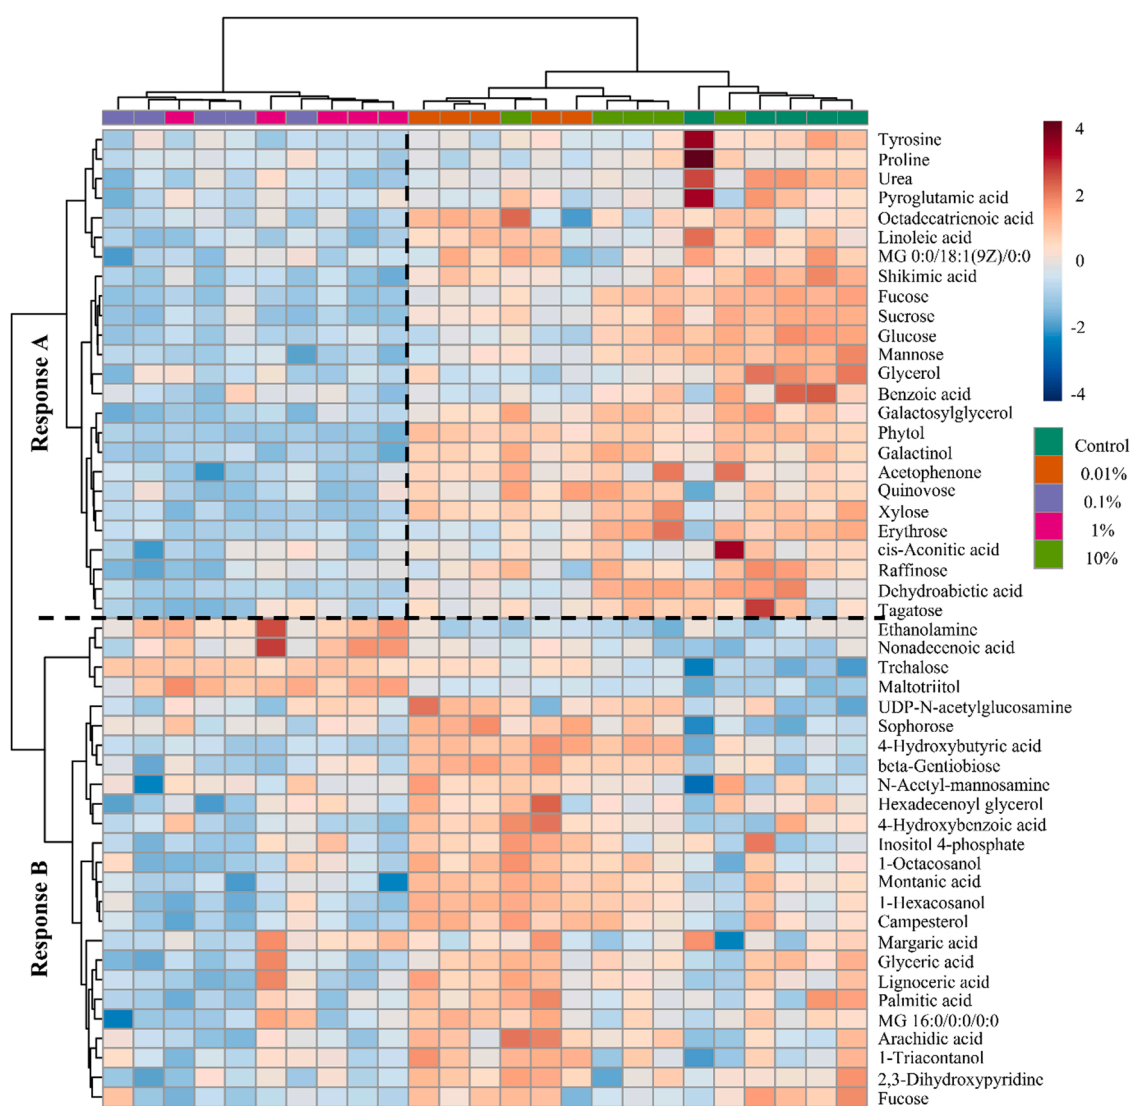 Tyrosine
Proline
Urea
Pyroglutamic acid
Octadecatrienoic acid
Linoleic acid
MG 0:0/18:1(9Z)/0:0
Shikimic acid
Fucose
Sucrose
Glucose
Mannose
Glycerol
Benzoic acid
Galactosylglycerol
Phytol
Galactinol
Acetophenone
Quinovose
Xylose
Erythrose
cis-Aconitic acid
Raffinose
Dehydroabietic acid
Tagatose
Ethanolamine
Nonadecenoic acid
Trehalose
Maltotriitol
UDP-N-acetylglucosamine
Sophorose
4-Hydroxybutyric acid
beta-Gentiobiose
N-Acetyl-mannosamine
Hexadecenoyl glycerol
4-Hydroxybenzoic acid
Inositol 4-phosphate
1-Octacosanol
Montanic acid
1-Hexacosanol
Campesterol
Margaric acid
Glyceric acid
Lignoceric acid
Palmitic acid
MG 16:0/0:0/0:0
Arachidic acid
1-Triacontanol
2,3-Dihydroxypyridine
Fucose
Response A
Response B
4
2
0
-2
-4
Control
0.01%
0.1%
1%
10%